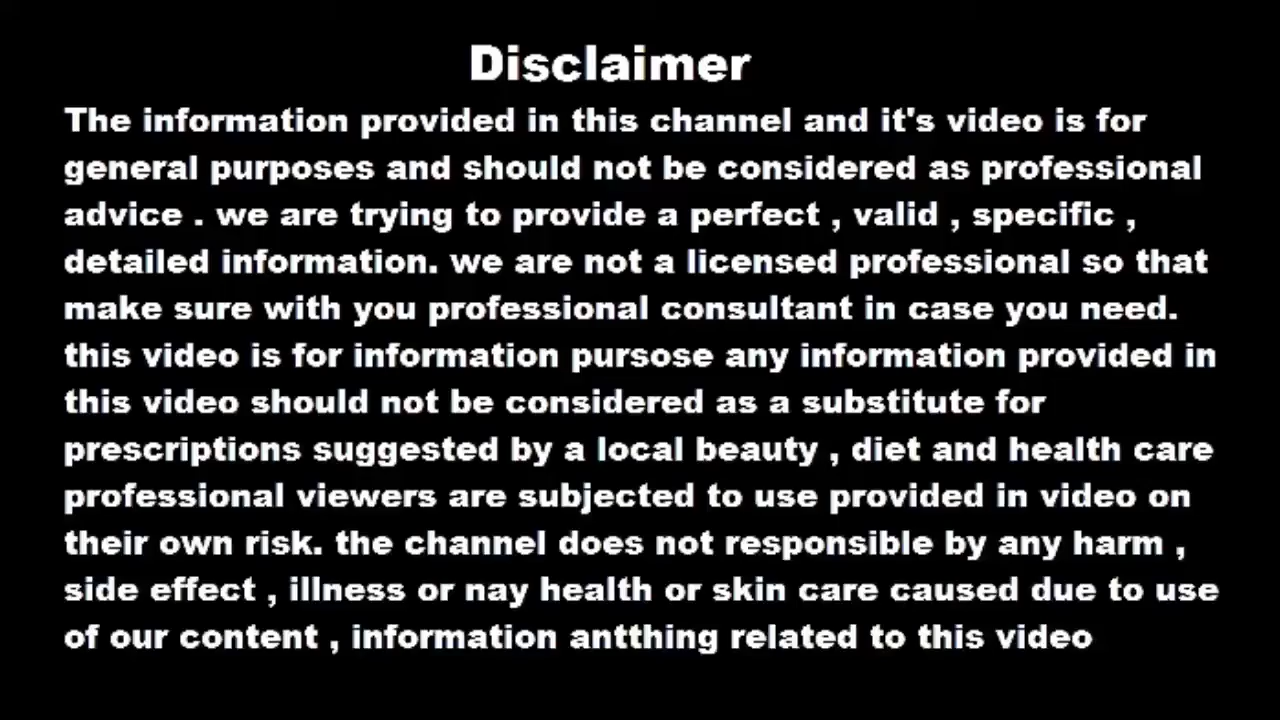 Disclaimer
The information provided in this channel and it's video is for
general purposes and should not be considered as professional
advice . we are trying to provide a perfect , valid , specific ,
detailed information. we are not a licensed professional so that
make sure with you professional consultant in case you need.
this video is for information pursose any information provided in
this video should not be considered as a substitute for
prescriptions suggested by a local beauty , diet and health care
professional viewers are subjected to use provided in video on
their own risk. the channel does not responsible by any harm ,
side effect , illness or nay health or skin care caused due to use
of our content , information antthing related to this video